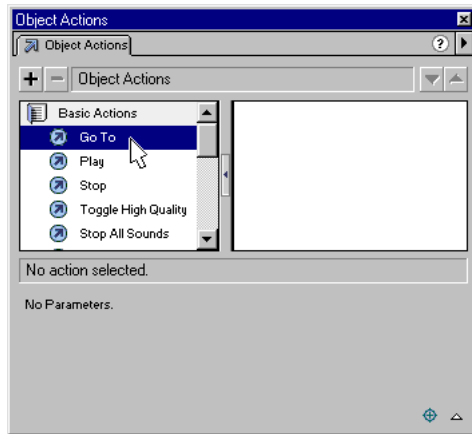 Object Actions
Object Actions
?
Object Actions
Basic Actions
Go To
Play
Stop
Toggle High Quality
Stop All Sounds
No action selected.
No Parameters.